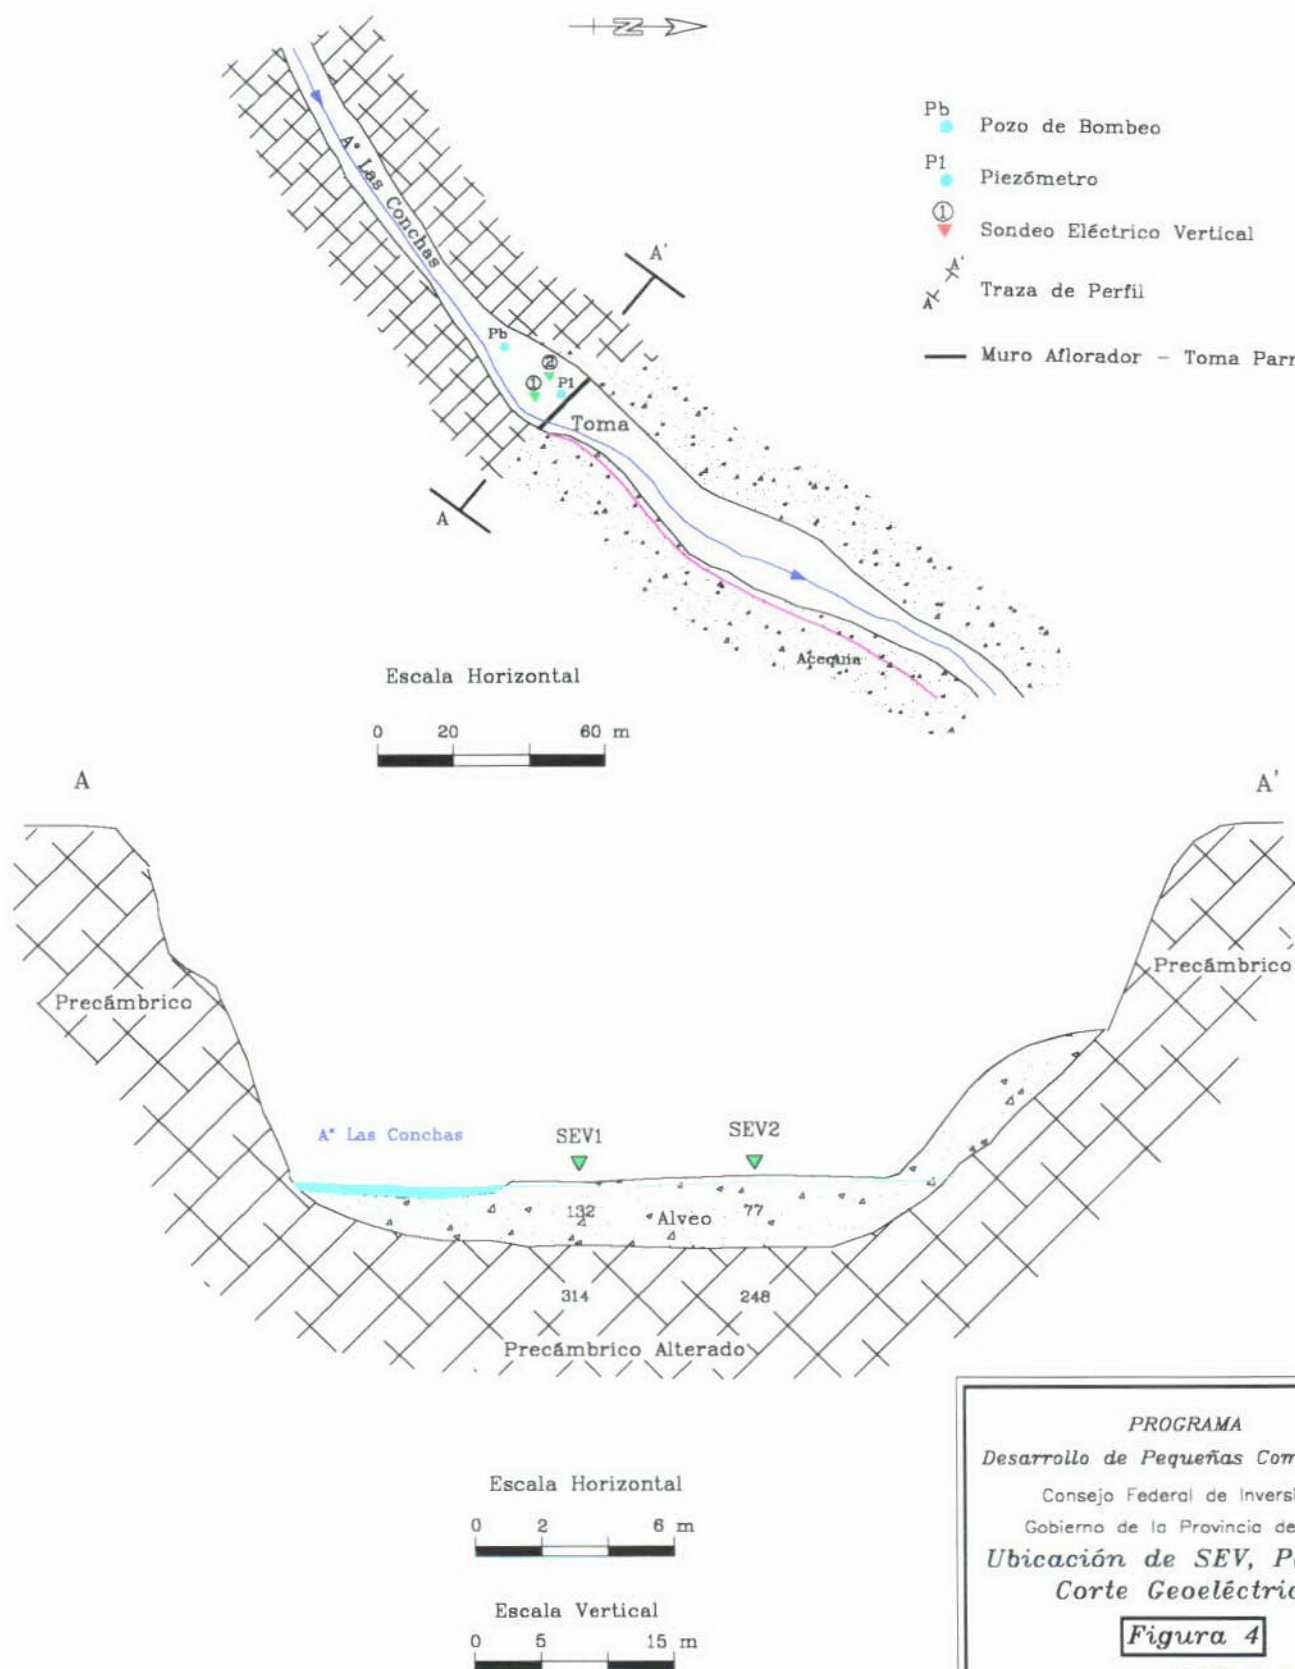 N
Pb
Pozo de Bombeo
P1
Piezómetro
①
Sondeo Eléctrico Vertical
A A'
Traza de Perfil
Muro Aflorador - Toma
A° Las Conchas
A'
Pb
②
①
P1
Toma
A
Acequia
Escala Horizontal
0 20 60 m
A
A'
Precámbrico
Precámbrico
A° Las Conchas
SEV1
SEV2
132
Alveo
77
314
248
Precámbrico Alterado
Escala Horizontal
0 2 6 m
Escala Vertical
0 5 15 m
PROGRAMA
Desarrollo de Pequeñas
Consejo Federal de
Gobierno de la Provincia de
Ubicación de SEV,
Corte
Figura 4